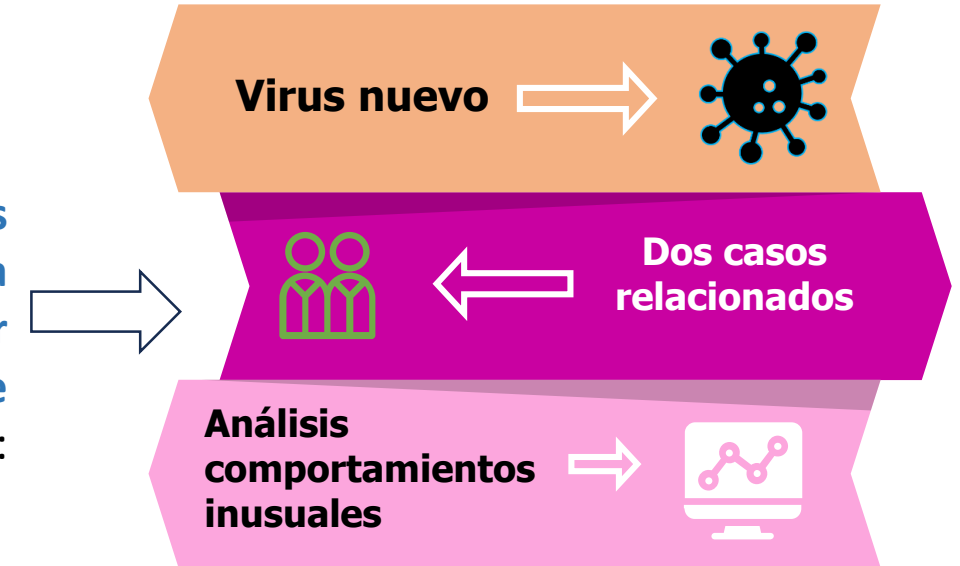 Virus nuevo
Dos casos
relacionados
Análisis
comportamientos
inusuales